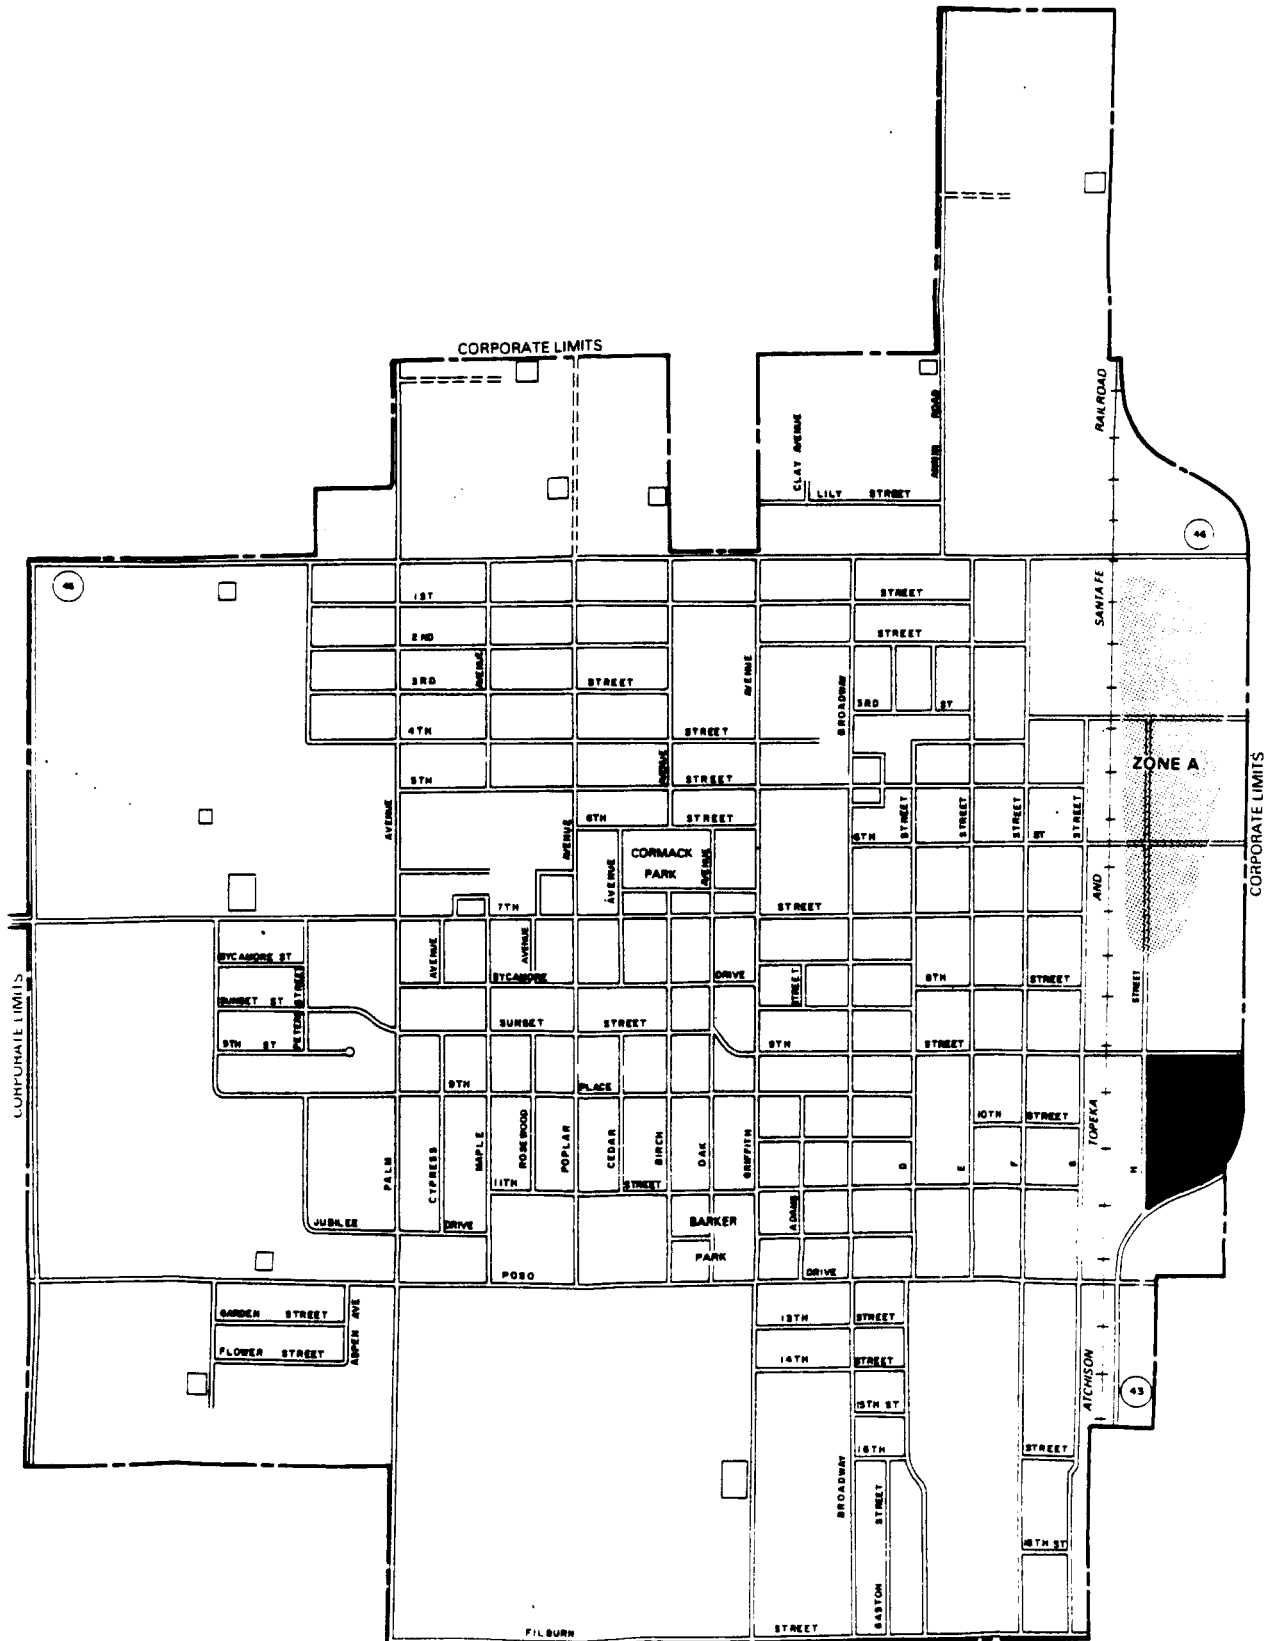 CORPORATE LIMITS
RAILROAD
ROAD
CLAY AVENUE
LILY STREET
46
46
SANTA FE
1ST STREET
2ND STREET
AVENUE
3RD STREET
AVENUE
BROADWAY
3RD ST
4TH STREET
5TH STREET
AVENUE
ZONE A
CORPORATE LIMITS
AVENUE
AVENUE
6TH STREET
6TH ST
STREET
STREET
STREET
STREET
CORMACK
PARK
AVENUE
AVENUE
AND
7TH STREET
AVENUE
AVENUE
SYCAMORE ST
SYCAMORE DRIVE
STREET
8TH STREET
STREET
CORPORATE LIMITS
SUNSET ST
PETERS STREET
SUNSET STREET
9TH ST
9TH STREET
9TH PLACE
10TH STREET
TOPEKA
PALM
CYPRESS
MAPLE
ROSEWOOD
POPLAR
CEDAR
BIRCH
OAK
GRIFFITH
D
E
F
G
H
11TH STREET
JUBILEE DRIVE
BARKER
PARK
ADAMS
POSO DRIVE
GARDEN STREET
ASPEN AVE
FLOWER STREET
13TH STREET
14TH STREET
ATCHISON
43
15TH ST
16TH STREET
BROADWAY
GASTON STREET
18TH ST
FILBURN STREET